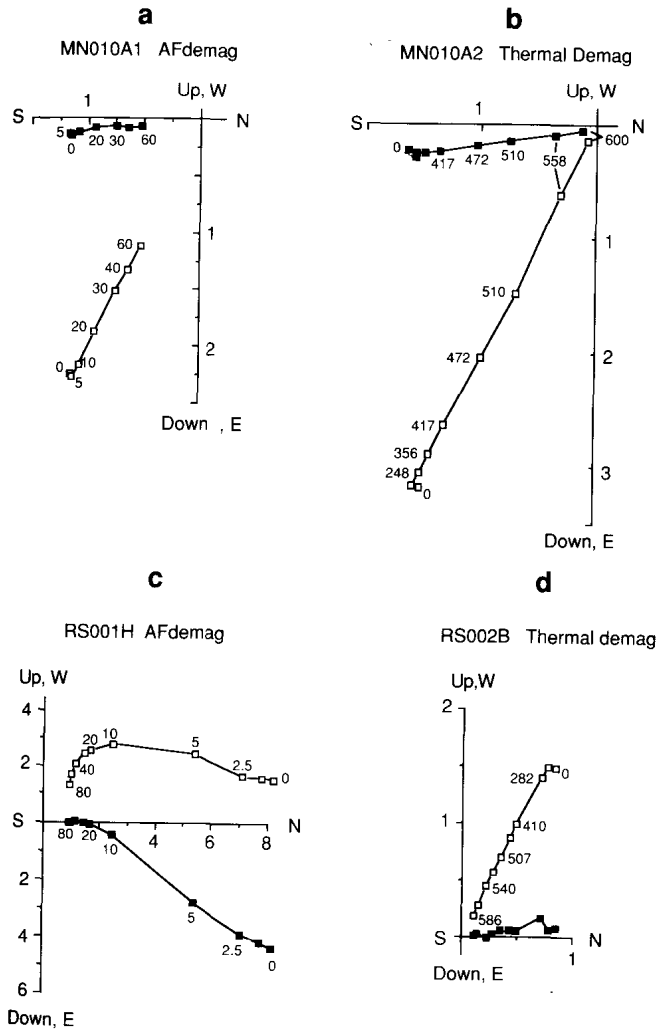 a
MN010A1 AFdemag
Up, W
S 1 N
5 0 20 30 60
1
60
40
30
20
2
0 10
5
Down , E
b
MN010A2 Thermal Demag
Up, W
S 1 N
0 417 472 510 558 600
1
510
472
2
417
356
248
0
3
Down, E
c
RS001H AFdemag
Up, W
4
20 10
5
2
40
2.5 0
80
S 80 20 4 8 N
10
2
5
4
2.5
0
6
Down, E
d
RS002B Thermal demag
Up,W
2
282 0
1
410
507
540
586
S N
1
Down, E